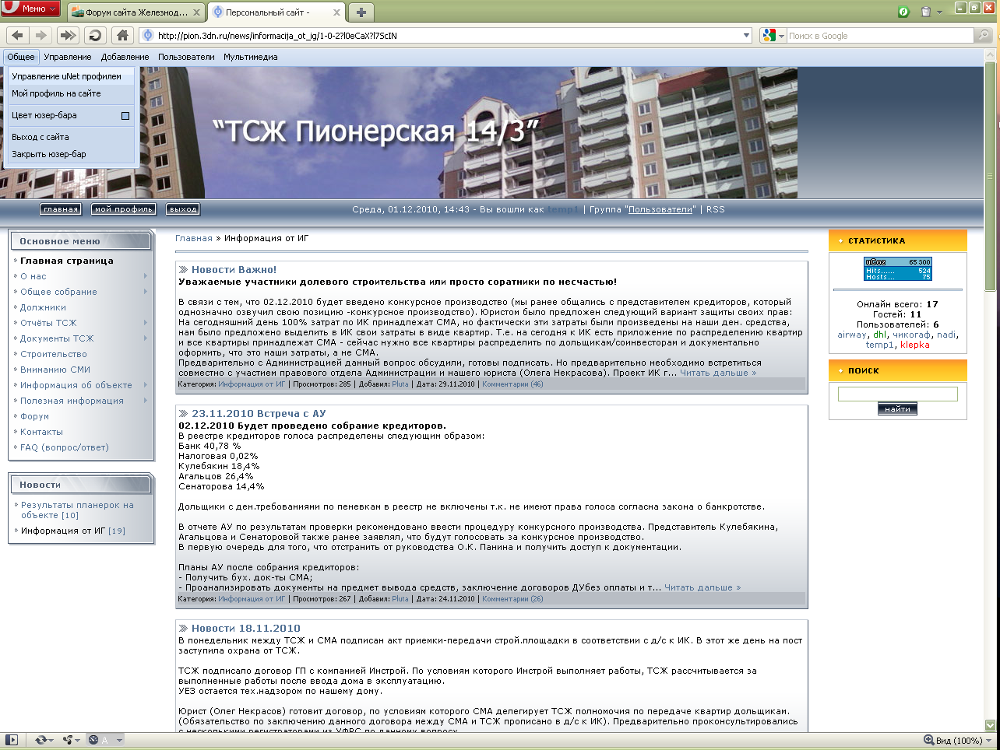 Меню
Форум сайта Железнод...
Персональный сайт -
http://pion.3dn.ru/news/informacija_ot_ig/1-0-2?l0eCaX?l7ScIN
Поиск в Google
Общее Управление Добавление Пользователи Мультимедиа
Управление uNet профилем
Мой профиль на сайте
Цвет юзер-бара
Выход с сайта
Закрыть юзер-бар
“ТСЖ Пионерская 14/3”
главная мой профиль выход
Среда, 01.12.2010, 14:43 - Вы вошли как temp1 | Группа "Пользователи" | RSS
Основное меню
Главная страница
О нас
Общее собрание
Должники
Отчёты ТСЖ
Документы ТСЖ
Строительство
Вниманию СМИ
Информация об объекте
Полезная информация
Форум
Контакты
FAQ (вопрос/ответ)
Новости
Результаты планерок на
объекте [10]
Информация от ИГ [19]
Главная » Информация от ИГ
Новости Важно!
Уважаемые участники долевого строительства или просто соратники по несчастью!
В связи с тем, что 02.12.2010 будет введено конкурсное производство (мы ранее общались с представителем кредиторов, который
однозначно озвучил свою позицию -конкурсное производство). Юристом было предложен следующий вариант защиты своих прав:
На сегодняшний день 100% затрат по ИК принадлежат СМА, но фактически эти затраты были произведены на наши ден. средства,
нам было предложено выделить в ИК свои затраты в виде квартир. Т.е. на сегодня к ИК есть приложение по распределению квартир
и все квартиры принадлежат СМА - сейчас нужно все квартиры распределить по дольщикам/соинвесторам и документально
оформить, что это наши затраты, а не СМА.
Предварительно с Администрацией данный вопрос обсудили, готовы подписать. Но предварительно необходимо встретиться
совместно с участием правового отдела Администрации и нашего юриста (Олега Некрасова). Проект ИК г... Читать дальше »
Категория: Информация от ИГ | Просмотров: 285 | Добавил: Pluta | Дата: 29.11.2010 | Комментарии (46)
23.11.2010 Встреча с АУ
02.12.2010 Будет проведено собрание кредиторов.
В реестре кредиторов голоса распределены следующим образом:
Банк 40,78 %
Налоговая 0,02%
Кулебякин 18,4%
Агальцов 26,4%
Сенаторова 14,4%
Дольщики с ден.требованиями по пеневкам в реестр не включены т.к. не имеют права голоса согласна закона о банкротстве.
В отчете АУ по результатам проверки рекомендовано ввести процедуру конкурсного производства. Представитель Кулебякина,
Агальцова и Сенаторовой также ранее заявлял, что будут голосовать за конкурсное производство.
В первую очередь для того, что отстранить от руководства О.К. Панина и получить доступ к документации.
Планы АУ после собрания кредиторов:
- Получить бух. док-ты СМА;
- Проанализировать документы на предмет вывода средств, заключение договоров ДУбез оплаты и т... Читать дальше »
Категория: Информация от ИГ | Просмотров: 267 | Добавил: Pluta | Дата: 24.11.2010 | Комментарии (26)
Новости 18.11.2010
В понедельник между ТСЖ и СМА подписан акт приемки-передачи строй.площадки в соответствии с д/с к ИК. В этот же день на пост
заступила охрана от ТСЖ.
ТСЖ подписало договор ГП с компанией Инстрой. По условиям которого Инстрой выполняет работы, ТСЖ рассчитывается за
выполненные работы после ввода дома в эксплуатацию.
УЕЗ остается тех.надзором по нашему дому.
Юрист (Олег Некрасов) готовит договор, по условиям которого СМА делегирует ТСЖ полномочия по передаче квартир дольщикам.
(Обязательство по заключению данного договора между СМА и ТСЖ прописано в д/с к ИК). Предварительно проконсультировались
с несколькими регистраторами из УФРС по данному вопросу.
СТАТИСТИКА
uCoz 65 300
Hits...... 524
Hosts... 75
Онлайн всего: 17
Гостей: 11
Пользователей: 6
airway, dhl, чикогаф, nadi,
temp1, klepka
ПОИСК
найти
A
Вид (100%)